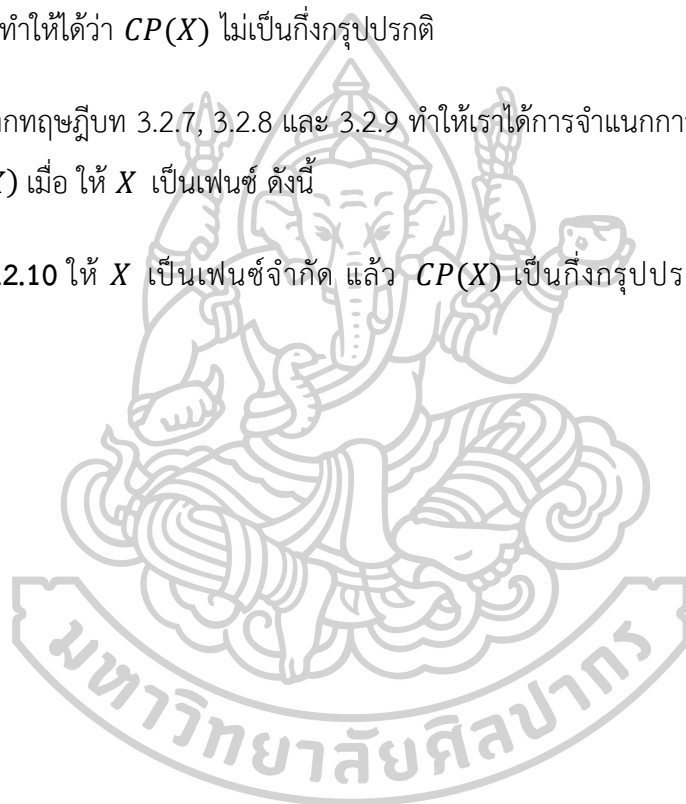 ทำให้ได้ว่า CP(X) ไม่เป็นกึ่งกรุปปรกติ
กทฤษฎีบท 3.2.7, 3.2.8 และ 3.2.9 ทำให้เราได้การจำแนกกา
) เมื่อ ให้ X เป็นเฟนซ์ ดังนี้
.2.10 ให้ X เป็นเฟนซ์จำกัด แล้ว CP(X) เป็นกึ่งกรุปปร
มหาวิทยาลัยศิลปากร